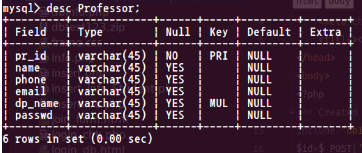 mysql> desc Professor;
| Field | Type | Null | Key | Default | Extra |
| pr_id | varchar(45) | NO | PRI | NULL | |
| name | varchar(45) | YES | | NULL | |
| phone | varchar(45) | YES | | NULL | |
| email | varchar(45) | YES | | NULL | |
| dp_name | varchar(45) | YES | MUL | NULL | |
| passwd | varchar(45) | YES | | NULL | |
6 rows in set (0.00 sec)